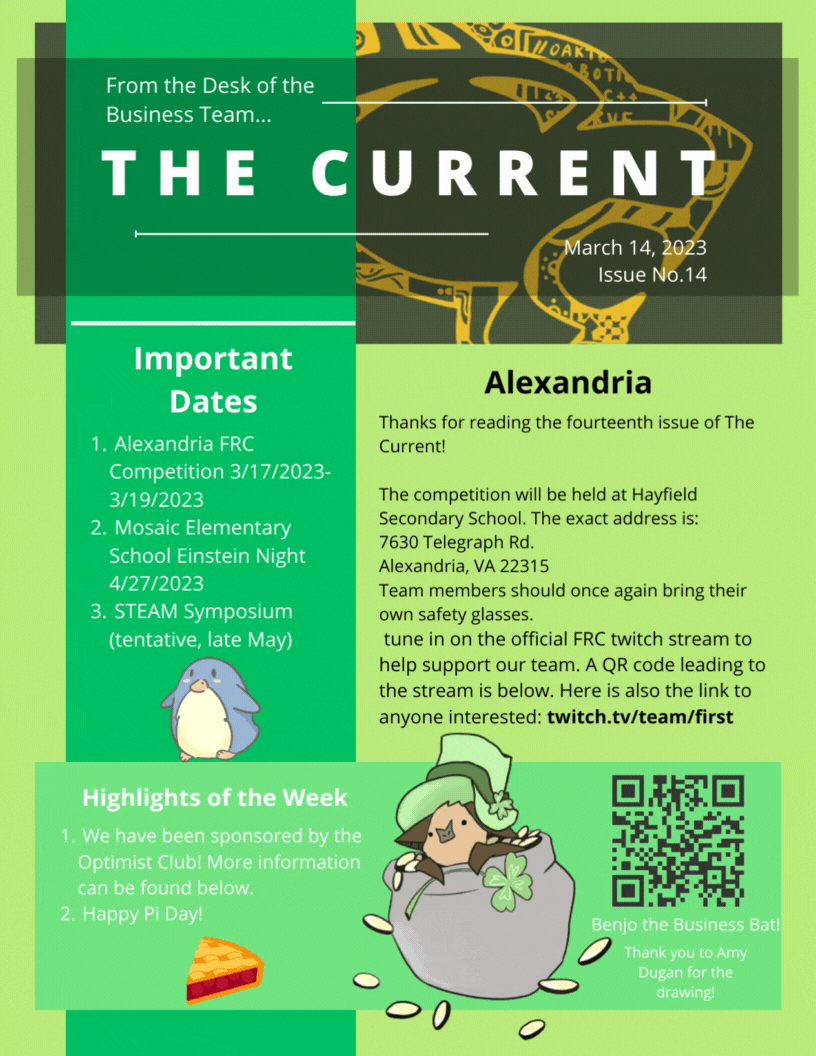 From the Desk of the
Business Team...
THE CURRENT
March 14, 2023
Issue No.14
OAKTO
ROBOTI
C++
Important
Dates
1. Alexandria FRC
Competition 3/17/2023-
3/19/2023
2. Mosaic Elementary
School Einstein Night
4/27/2023
3. STEAM Symposium
(tentative, late May)
Alexandria
Thanks for reading the fourteenth issue of The
Current!
The competition will be held at Hayfield
Secondary School. The exact address is:
7630 Telegraph Rd.
Alexandria, VA 22315
Team members should once again bring their
own safety glasses.
tune in on the official FRC twitch stream to
help support our team. A QR code leading to
the stream is below. Here is also the link to
anyone interested: twitch.tv/team/first
Highlights of the Week
1. We have been sponsored by the
Optimist Club! More information
can be found below.
2. Happy Pi Day!
Benjo the Business Bat!
Thank you to Amy
Dugan for the
drawing!